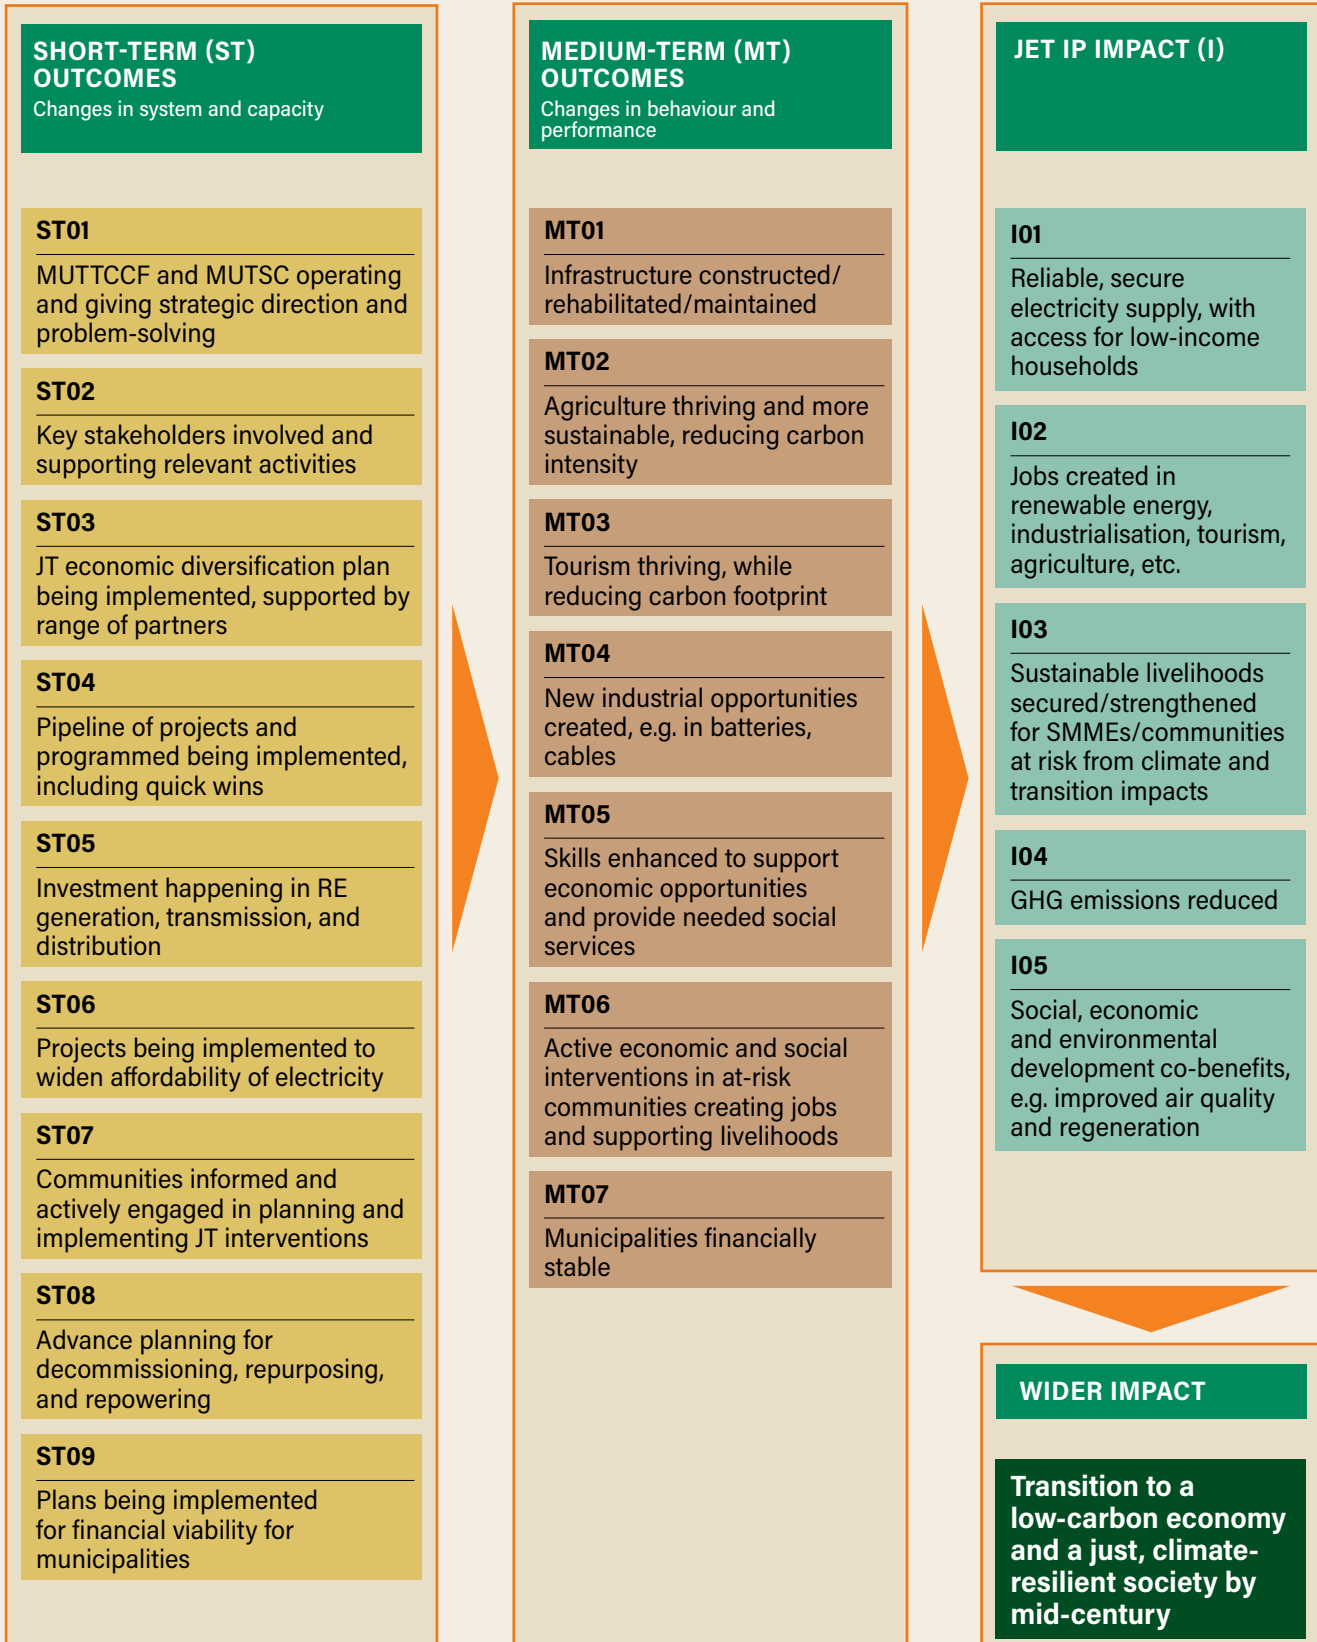 SHORT-TERM (ST)
OUTCOMES
Changes in system and capacity
ST01
MUTTCCF and MUTSC operating
and giving strategic direction and
problem-solving
ST02
Key stakeholders involved and
supporting relevant activities
ST03
JT economic diversification plan
being implemented, supported by
range of partners
ST04
Pipeline of projects and
programmed being implemented,
including quick wins
ST05
Investment happening in RE
generation, transmission, and
distribution
ST06
Projects being implemented to
widen affordability of electricity
ST07
Communities informed and
actively engaged in planning and
implementing JT interventions
ST08
Advance planning for
decommissioning, repurposing,
and repowering
ST09
Plans being implemented
for financial viability for
municipalities
MEDIUM-TERM (MT)
OUTCOMES
Changes in behaviour and
performance
MT01
Infrastructure constructed/
rehabilitated/maintained
MT02
Agriculture thriving and more
sustainable, reducing carbon
intensity
MT03
Tourism thriving, while
reducing carbon footprint
MT04
New industrial opportunities
created, e.g. in batteries,
cables
MT05
Skills enhanced to support
economic opportunities
and provide needed social
services
MT06
Active economic and social
interventions in at-risk
communities creating jobs
and supporting livelihoods
MT07
Municipalities financially
stable
JET IP IMPACT (I)
I01
Reliable, secure
electricity supply, with
access for low-income
households
I02
Jobs created in
renewable energy,
industrialisation, tourism,
agriculture, etc.
I03
Sustainable livelihoods
secured/strengthened
for SMMEs/communities
at risk from climate and
transition impacts
I04
GHG emissions reduced
I05
Social, economic
and environmental
development co-benefits,
e.g. improved air quality
and regeneration
WIDER IMPACT
Transition to a
low-carbon economy
and a just, climate-
resilient society by
mid-century